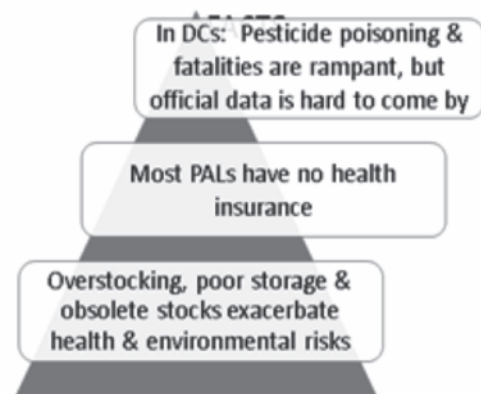 In DCs: Pesticide poisoning &
fatalities are rampant, but
official data is hard to come by
Most PALs have no health
insurance
Overstocking, poor storage &
obsolete stocks exacerbate
health & environmental risks